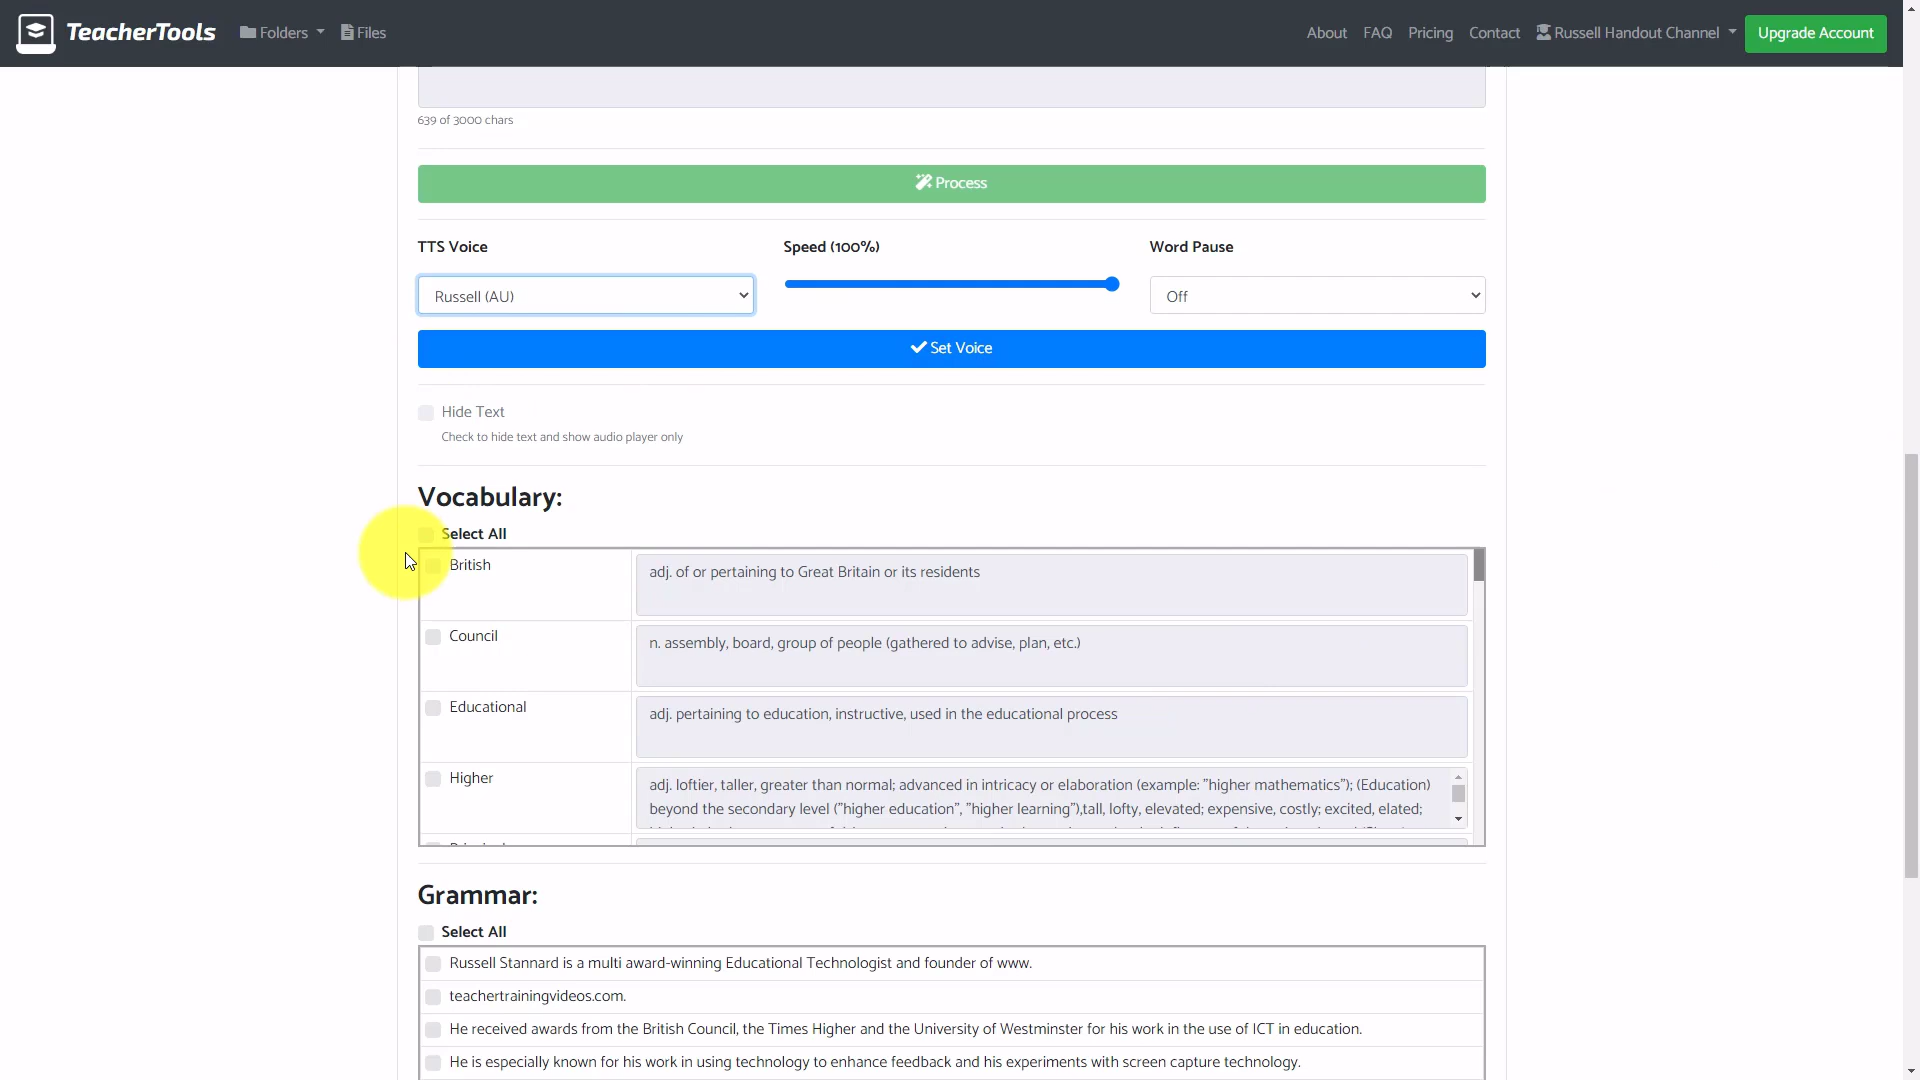 TeacherTools
Folders
Files
About
FAQ
Pricing
Contact
Russell Handout Channel
Upgrade Account
639 of 3000 chars
Process
TTS Voice
Speed (100%)
Word Pause
Russell (AU)
Off
Set Voice
Hide Text
Check to hide text and show audio player only
Vocabulary:
Select All
British
adj. of or pertaining to Great Britain or its residents
Council
n. assembly, board, group of people (gathered to advise, plan, etc.)
Educational
adj. pertaining to education, instructive, used in the educational process
Higher
adj. loftier, taller, greater than normal; advanced in intricacy or elaboration (example: "higher mathematics"); (Education)
beyond the secondary level ("higher education", "higher learning"),tall, lofty, elevated; expensive, costly; excited, elated;
Grammar:
Select All
Russell Stannard is a multi award-winning Educational Technologist and founder of www.
teachertrainingvideos.com.
He received awards from the British Council, the Times Higher and the University of Westminster for his work in the use of ICT in education.
He is especially known for his work in using technology to enhance feedback and his experiments with screen capture technology.